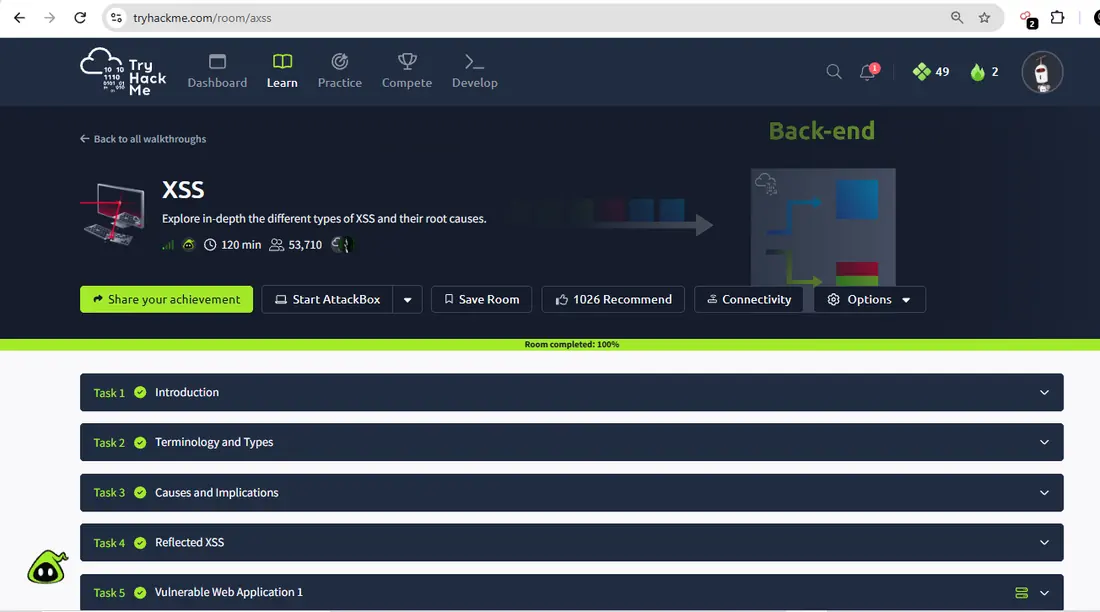 tryhackme.com/room/axss
2
Try
Hack
Me
Dashboard
Learn
Practice
Compete
Develop
1
49
2
Back to all walkthroughs
Back-end
XSS
Explore in-depth the different types of XSS and their root causes.
120 min 53,710
Share your achievement
Start AttackBox
Save Room
1026 Recommend
Connectivity
Options
Room completed: 100%
Task 1 Introduction
Task 2 Terminology and Types
Task 3 Causes and Implications
Task 4 Reflected XSS
Task 5 Vulnerable Web Application 1